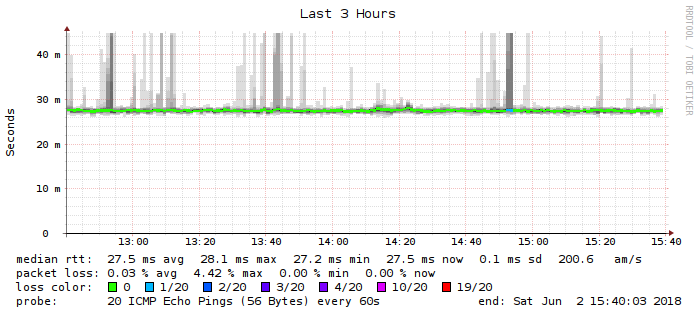 Last 3 Hours
RRDTOOL / TOBI OETIKER
Seconds
40 m
30 m
20 m
10 m
0
13:00 13:20 13:40 14:00 14:20 14:40 15:00 15:20 15:40
median rtt: 27.5 ms avg 28.1 ms max 27.2 ms min 27.5 ms now 0.1 ms sd 200.6 am/s
packet loss: 0.03 % avg 4.42 % max 0.00 % min 0.00 % now
loss color: 0 1/20 2/20 3/20 4/20 10/20 19/20
probe: 20 ICMP Echo Pings (56 Bytes) every 60s end: Sat Jun 2 15:40:03 2018